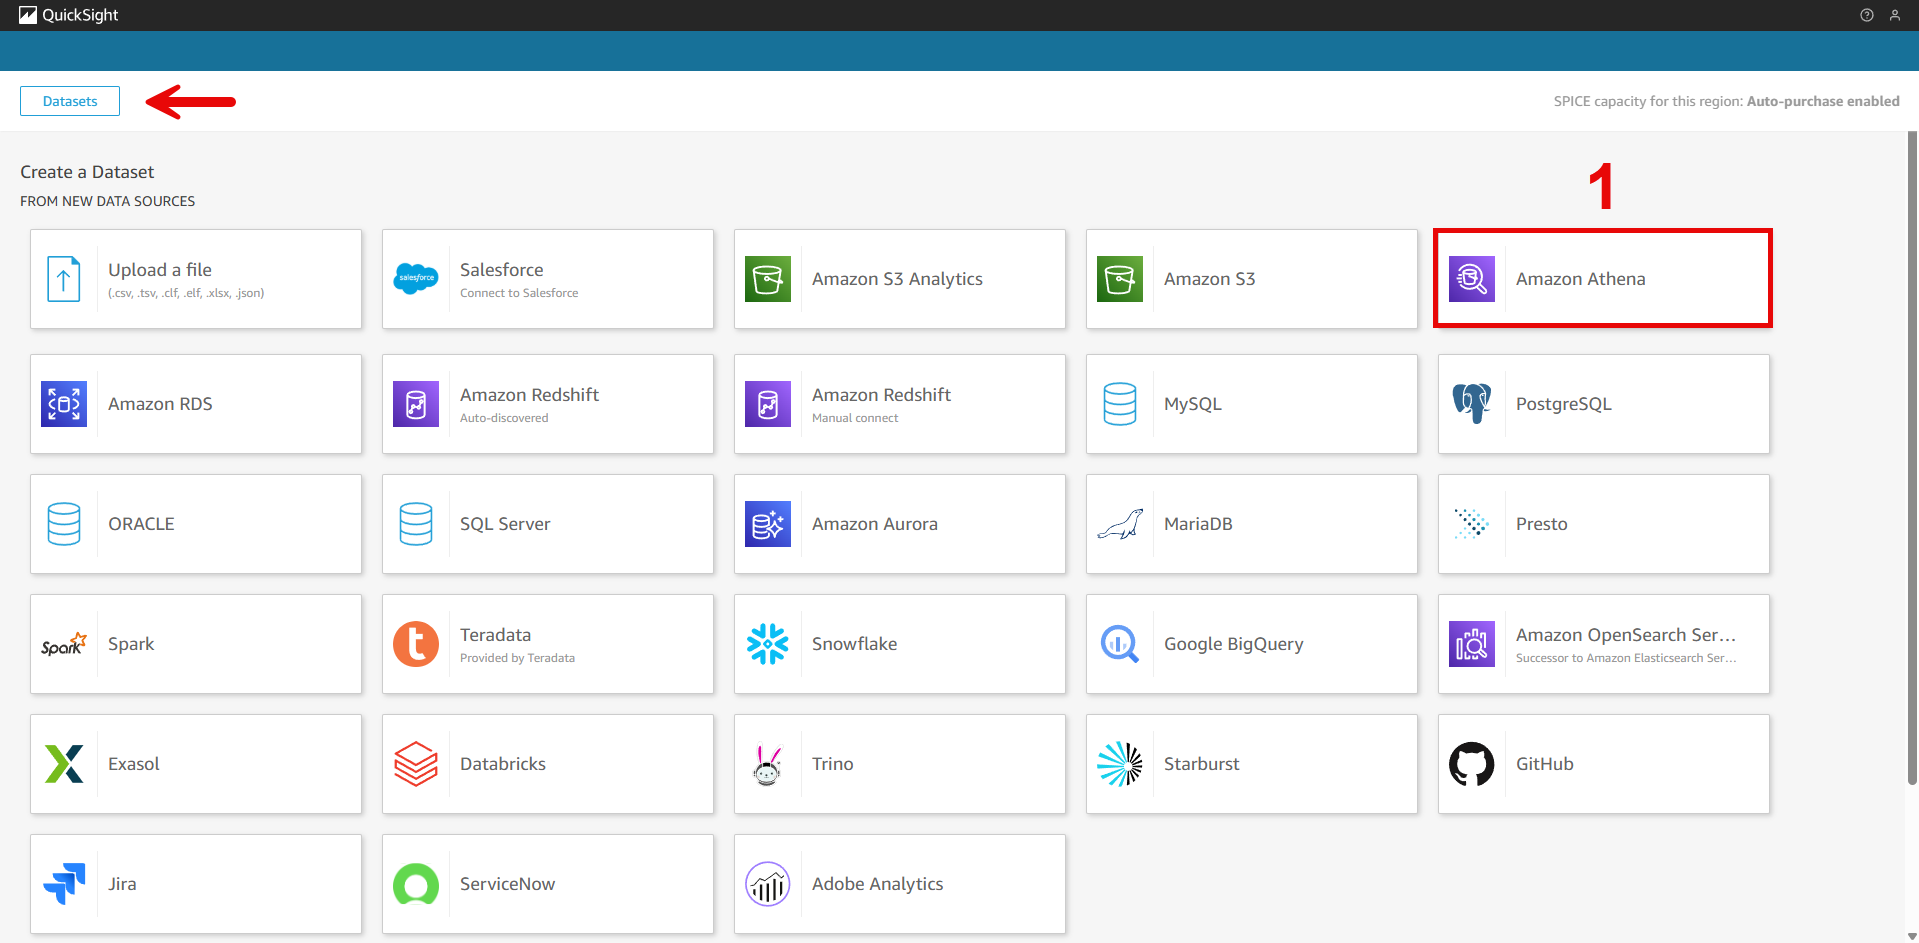 QuickSight
Datasets
SPICE capacity for this region: Auto-purchase enabled
Create a Dataset
FROM NEW DATA SOURCES
1
Upload a file
(.csv, .tsv, .clf, .elf, .xlsx, .json)
salesforce
Salesforce
Connect to Salesforce
Amazon S3 Analytics
Amazon S3
Amazon Athena
Amazon RDS
Amazon Redshift
Auto-discovered
Amazon Redshift
Manual connect
MySQL
PostgreSQL
ORACLE
SQL Server
Amazon Aurora
MariaDB
Presto
Spark
Spark
t
Teradata
Provided by Teradata
Snowflake
Google BigQuery
Amazon OpenSearch Ser...
Successor to Amazon Elasticsearch Ser...
Exasol
Databricks
Trino
Starburst
GitHub
Jira
ServiceNow
Adobe Analytics